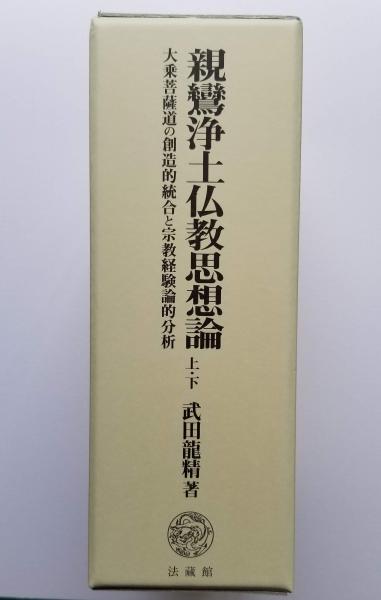 親鸞浄土仏教思想論
大乗菩薩道の創造的統合と宗教経験論的分析
上・下
武田龍精著
法藏館